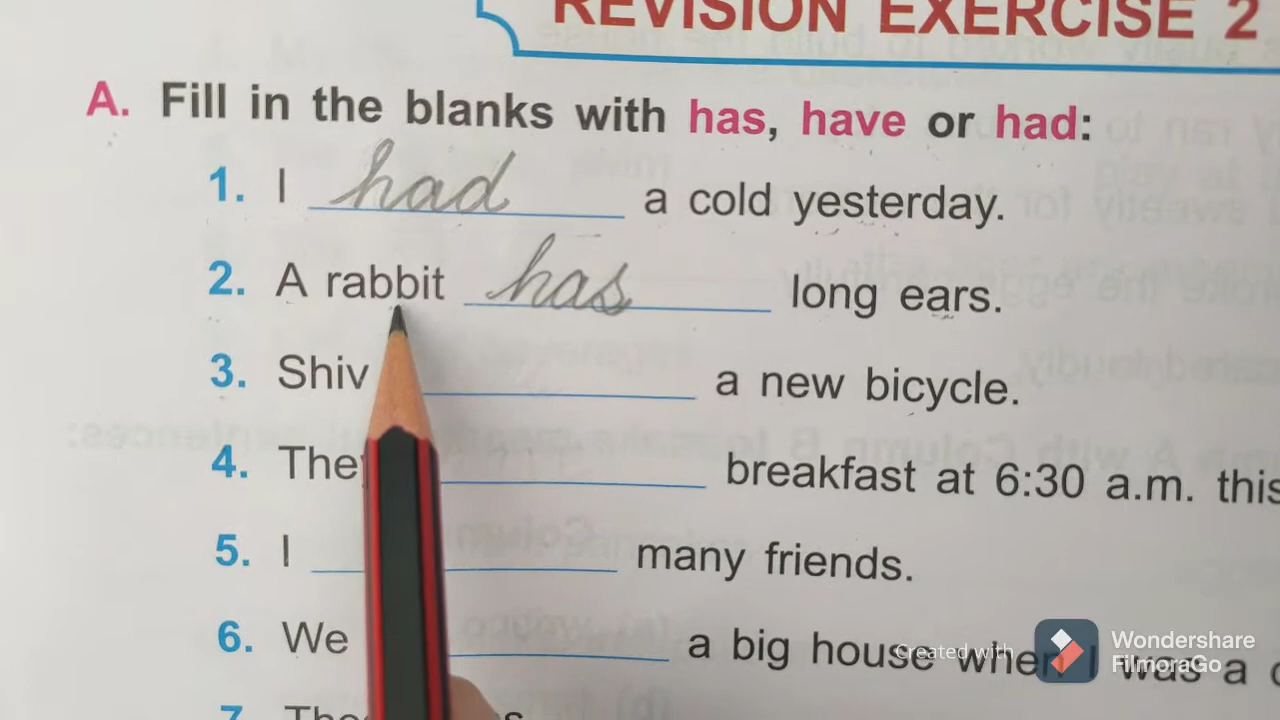 REVISION EXERCISE 2
A. Fill in the blanks with has, have or had:
1. I had a cold yesterday.
2. A rabbit has long ears.
3. Shiv a new bicycle.
4. They breakfast at 6:30 a.m. this
5. I many friends.
6. We a big house when I was a c
7.
Created with Wondershare FilmoraGo